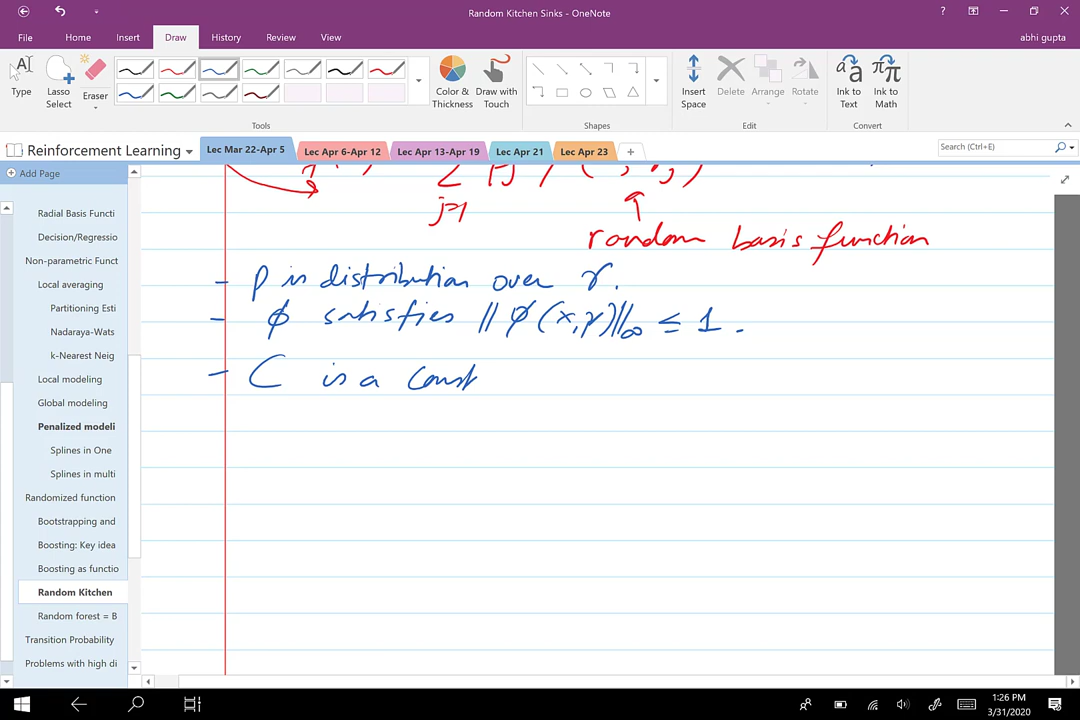 Random Kitchen Sinks - OneNote
?
File
Home
Insert
Draw
History
Review
View
abhi gupta
Type
Lasso
Select
Eraser
Color &
Thickness
Draw with
Touch
Insert
Space
Delete
Arrange
Rotate
Ink to
Text
Ink to
Math
Tools
Shapes
Edit
Convert
Reinforcement Learning
Lec Mar 22-Apr 5
Lec Apr 6-Apr 12
Lec Apr 13-Apr 19
Lec Apr 21
Lec Apr 23
+
Search (Ctrl+E)
Add Page
Radial Basis Functi
Decision/Regressio
Non-parametric Funct
Local averaging
Partitioning Esti
Nadaraya-Wats
k-Nearest Neig
Local modeling
Global modeling
Penalized modeli
Splines in One
Splines in multi
Randomized function
Bootstrapping and
Boosting: Key idea
Boosting as functio
Random Kitchen
Random forest = B
Transition Probability
Problems with high di
j=1
random basis function
- p is distribution over γ.
- φ satisfies ||φ(x,γ)||∞ ≤ 1.
- C is a const
1:26 PM
3/31/2020